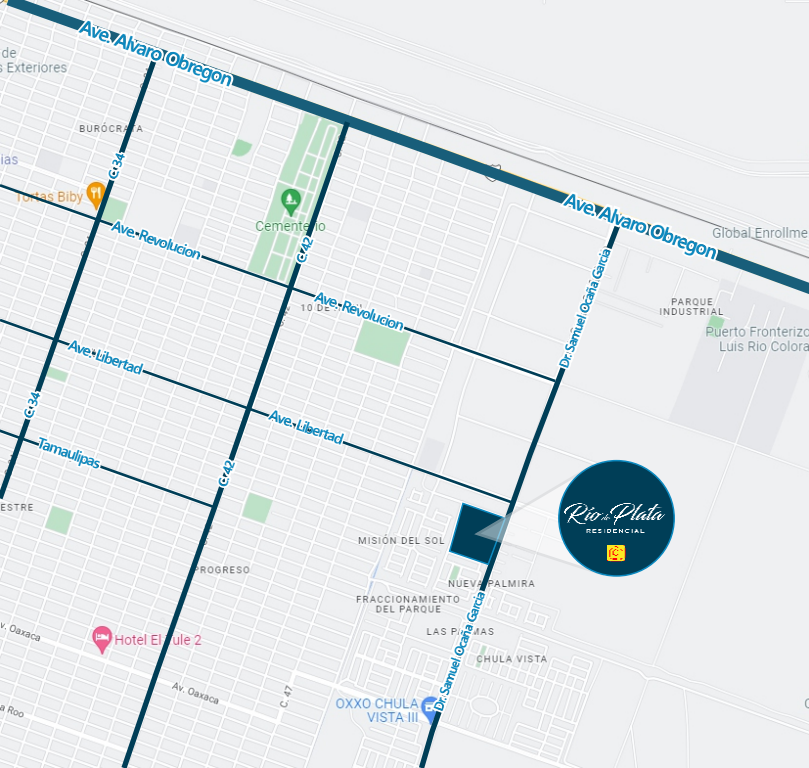 Ave. Alvaro Obregon
de
s Exteriores
BURÓCRATA
C. 34
ias
Tortas Biby
Cementerio
Ave. Revolucion
C. 42
Ave. Alvaro Obregon
Global Enrollme
Dr. Samuel Ocaña Garcia
PARQUE
INDUSTRIAL
Puerto Fronterizo
Luis Rio Colora
Ave. Revolucion
10 DE
Ave. Libertad
C. 34
Ave. Libertad
Tamaulipas
C. 42
Río de Plata
RESIDENCIAL
C
ESTRE
MISIÓN DEL SOL
PROGRESO
NUEVA PALMIRA
FRACCIONAMIENTO
DEL PARQUE
LAS PALMAS
CHULA VISTA
Dr. Samuel Ocaña Garcia
v. Oaxaca
Hotel El Tule 2
Av. Oaxaca
C. 47
OXXO CHULA
VISTA III
a Roo